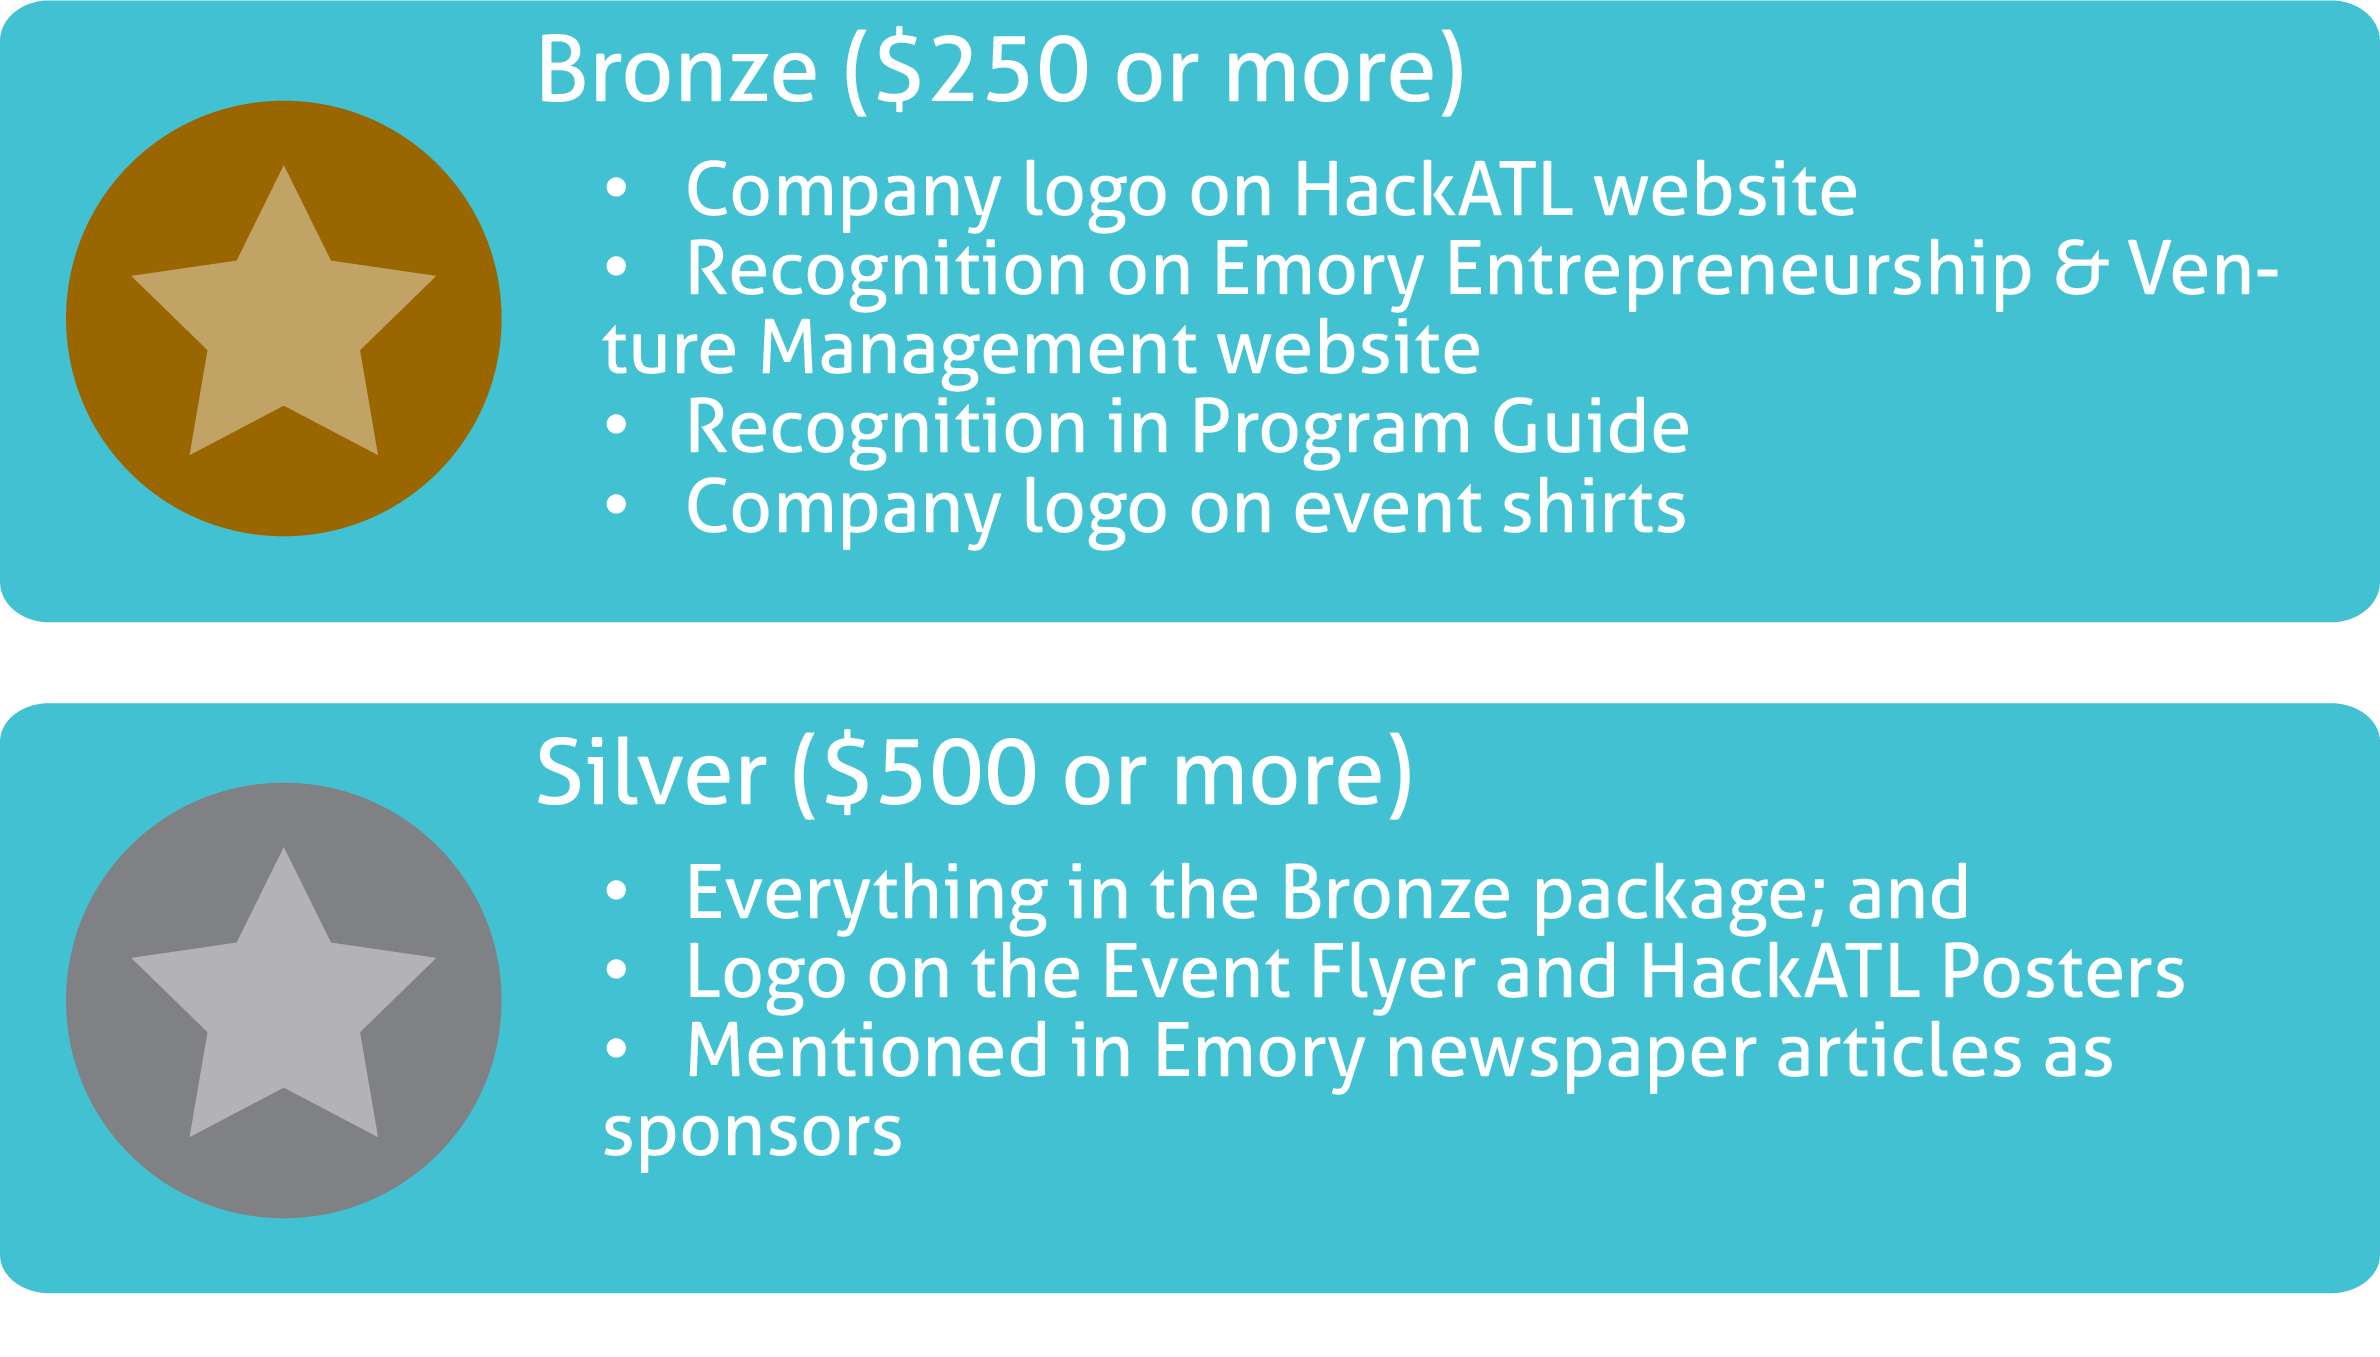 Bronze ($250 or more)
• Company logo on HackATL website
• Recognition on Emory Entrepreneurship & Ven-
ture Management website
• Recognition in Program Guide
• Company logo on event shirts
Silver ($500 or more)
• Everything in the Bronze package; and
• Logo on the Event Flyer and HackATL Posters
• Mentioned in Emory newspaper articles as
sponsors